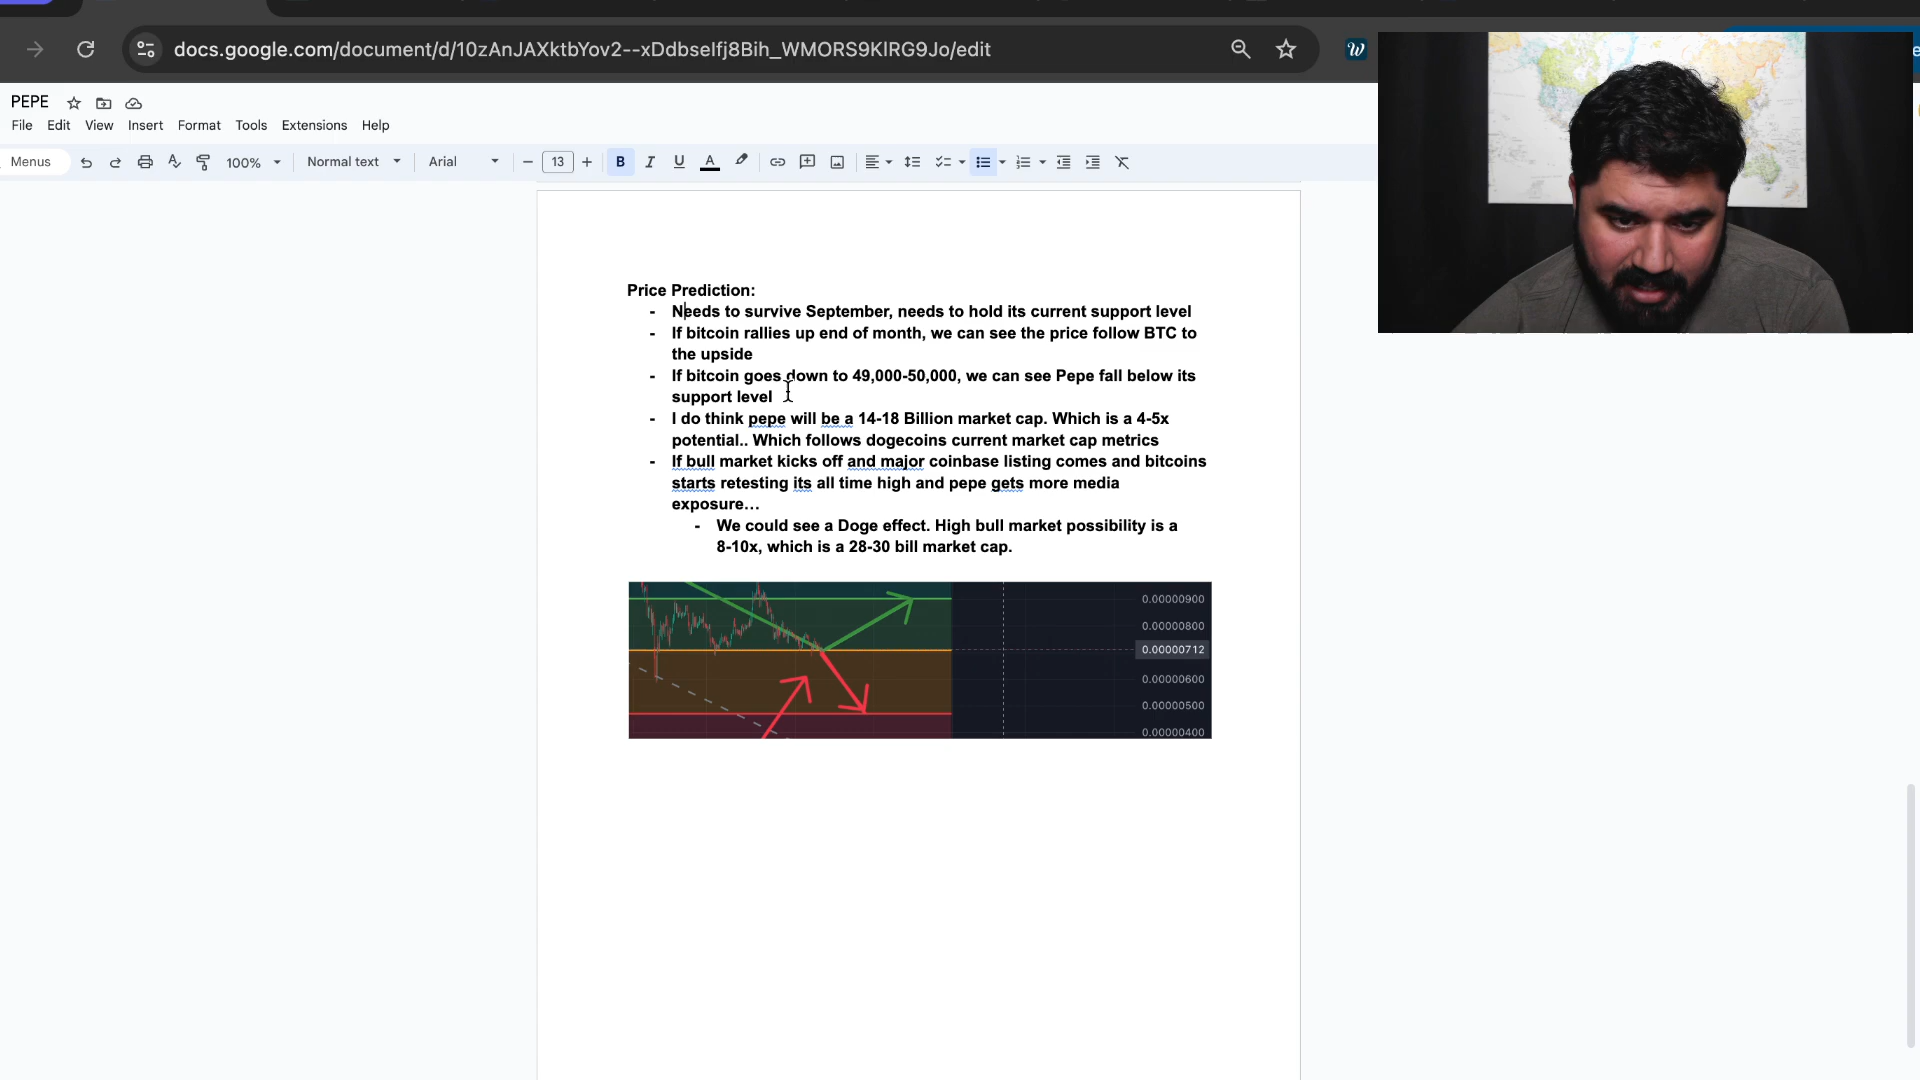 docs.google.com/document/d/10zAnJAXktbYov2--xDdbselfj8Bih_WMORS9KlRG9Jo/edit
PEPE
File Edit View Insert Format Tools Extensions Help
Menus 100% Normal text Arial 13 B I U A
Price Prediction:
- Needs to survive September, needs to hold its current support level
- If bitcoin rallies up end of month, we can see the price follow BTC to
the upside
- If bitcoin goes down to 49,000-50,000, we can see Pepe fall below its
support level
- I do think pepe will be a 14-18 Billion market cap. Which is a 4-5x
potential.. Which follows dogecoins current market cap metrics
- If bull market kicks off and major coinbase listing comes and bitcoins
starts retesting its all time high and pepe gets more media
exposure...
- We could see a Doge effect. High bull market possibility is a
8-10x, which is a 28-30 bill market cap.
0.00000900
0.00000800
0.00000712
0.00000600
0.00000500
0.00000400